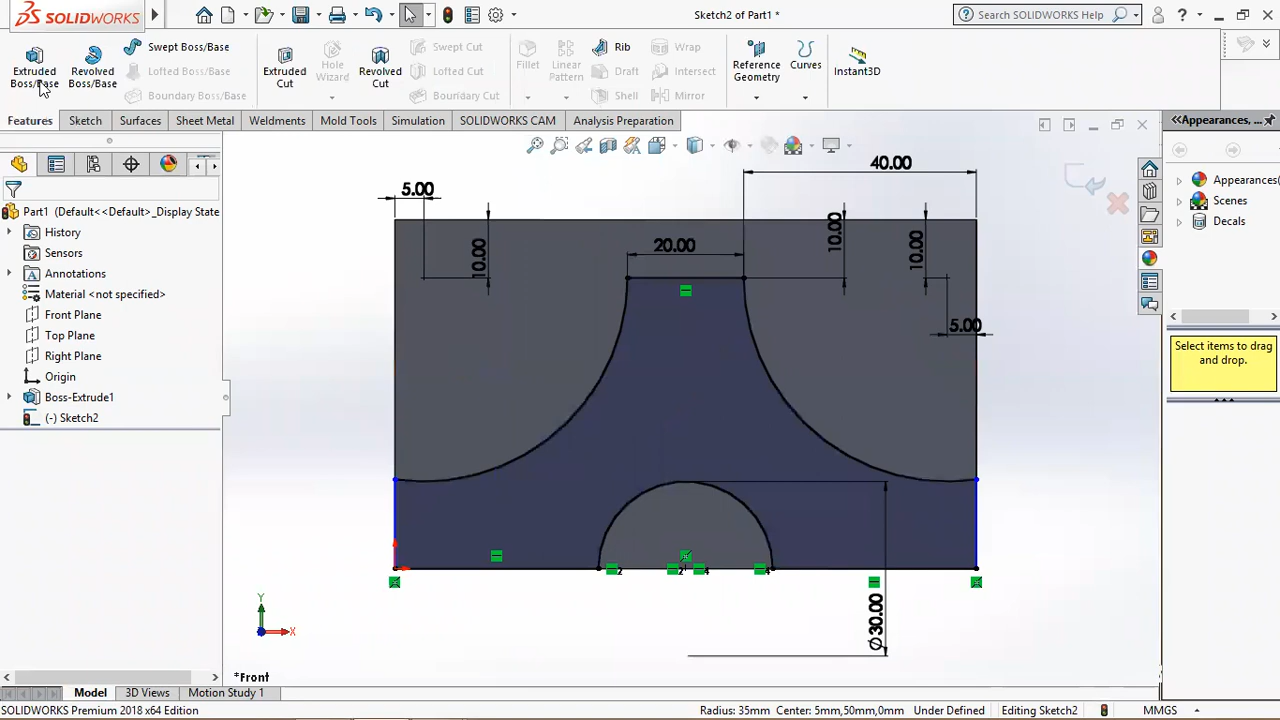 SOLIDWORKS
Sketch2 of Part1 *
Search SOLIDWORKS Help
?
Extruded Boss/Base
Revolved Boss/Base
Swept Boss/Base
Lofted Boss/Base
Boundary Boss/Base
Extruded Cut
Hole Wizard
Revolved Cut
Swept Cut
Lofted Cut
Boundary Cut
Fillet
Linear Pattern
Rib
Draft
Shell
Wrap
Intersect
Mirror
Reference Geometry
Curves
Instant3D
Features
Sketch
Surfaces
Sheet Metal
Weldments
Mold Tools
Simulation
SOLIDWORKS CAM
Analysis Preparation
<<Appearances, ...
Part1 (Default<<Default>_Display State
History
Sensors
Annotations
Material <not specified>
Front Plane
Top Plane
Right Plane
Origin
Boss-Extrude1
(-) Sketch2
5.00
40.00
10.00
20.00
10.00
10.00
5.00
Ø30.00
2
2
4
4
Y
X
*Front
Appearances(
Scenes
Decals
Select items to drag
and drop.
Model
3D Views
Motion Study 1
SOLIDWORKS Premium 2018 x64 Edition
Radius: 35mm Center: 5mm,50mm,0mm
Under Defined
Editing Sketch2
MMGS